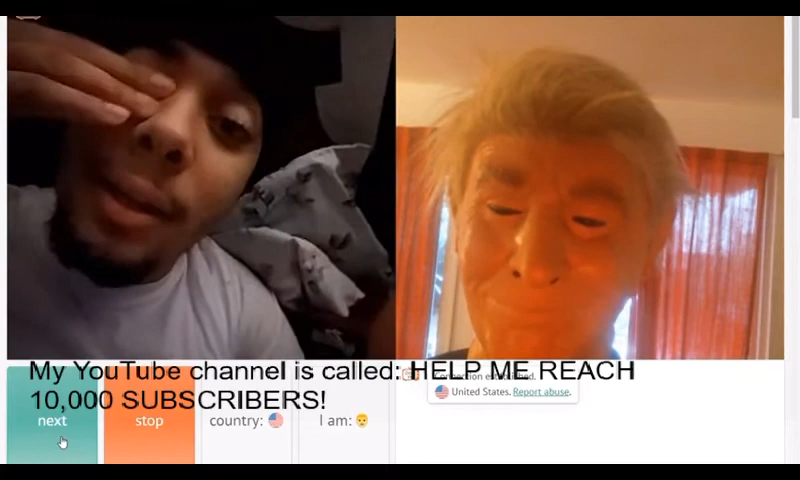 My YouTube channel is called: HELP ME REACH
10,000 SUBSCRIBERS!
next
stop
country:
I am:
United States. Report abuse.